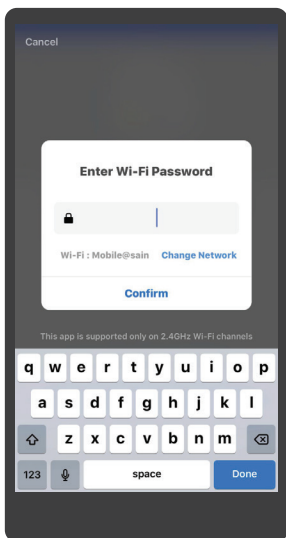 Cancel
Enter Wi-Fi Password
Wi-Fi : Mobile@sain Change Network
Confirm
This app is supported only on 2.4GHz Wi-Fi channels
q w e r t y u i o p
a s d f g h j k l
z x c v b n m
123 space Done